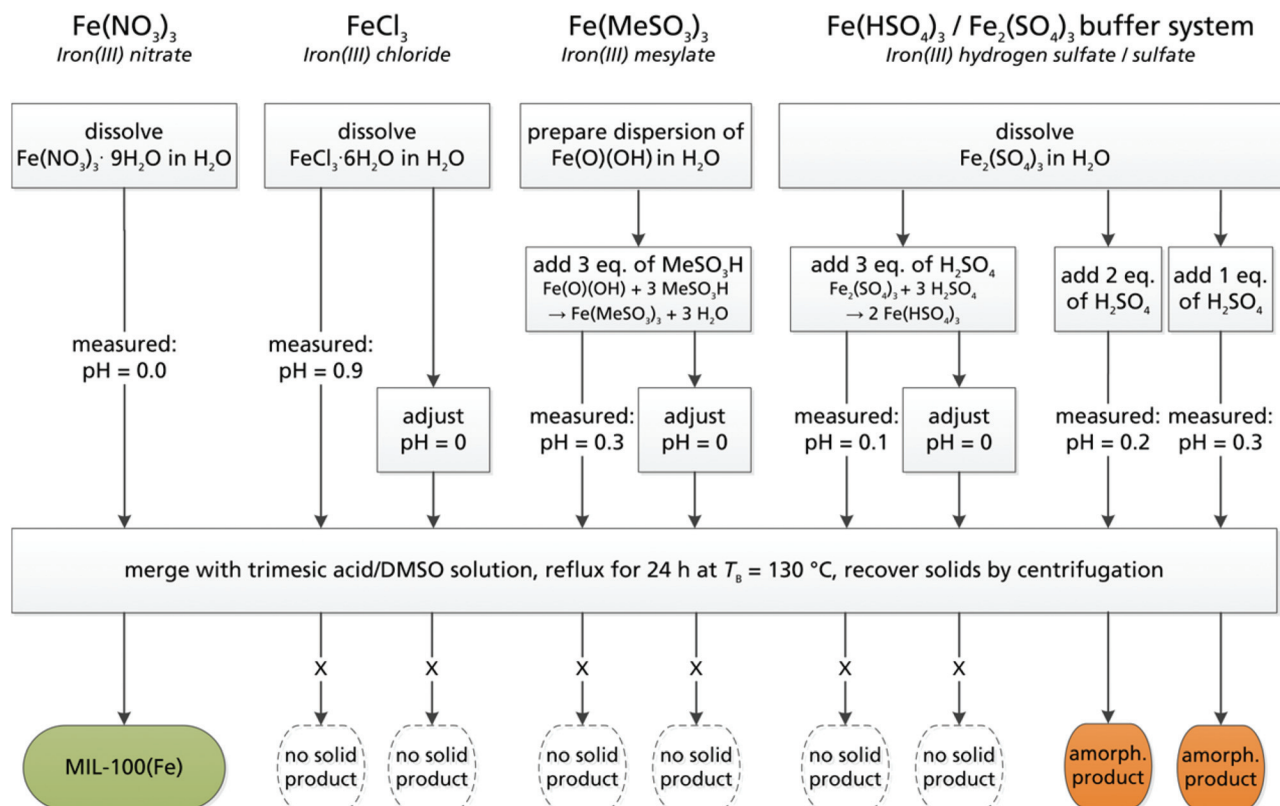 Fe(NO₃)₃
Iron(III) nitrate
FeCl₃
Iron(III) chloride
Fe(MeSO₃)₃
Iron(III) mesylate
Fe(HSO₄)₃ / Fe₂(SO₄)₃ buffer system
Iron(III) hydrogen sulfate / sulfate
dissolve
Fe(NO₃)₃· 9H₂O in H₂O
dissolve
FeCl₃·6H₂O in H₂O
prepare dispersion of
Fe(O)(OH) in H₂O
dissolve
Fe₂(SO₄)₃ in H₂O
add 3 eq. of MeSO₃H
Fe(O)(OH) + 3 MeSO₃H
→ Fe(MeSO₃)₃ + 3 H₂O
add 3 eq. of H₂SO₄
Fe₂(SO₄)₃ + 3 H₂SO₄
→ 2 Fe(HSO₄)₃
add 2 eq.
of H₂SO₄
add 1 eq.
of H₂SO₄
measured:
pH = 0.0
measured:
pH = 0.9
adjust
pH = 0
measured:
pH = 0.3
adjust
pH = 0
measured:
pH = 0.1
adjust
pH = 0
measured:
pH = 0.2
measured:
pH = 0.3
merge with trimesic acid/DMSO solution, reflux for 24 h at T_B = 130 °C, recover solids by centrifugation
X
X
X
X
X
X
MIL-100(Fe)
no solid
product
no solid
product
no solid
product
no solid
product
no solid
product
no solid
product
amorph.
product
amorph.
product